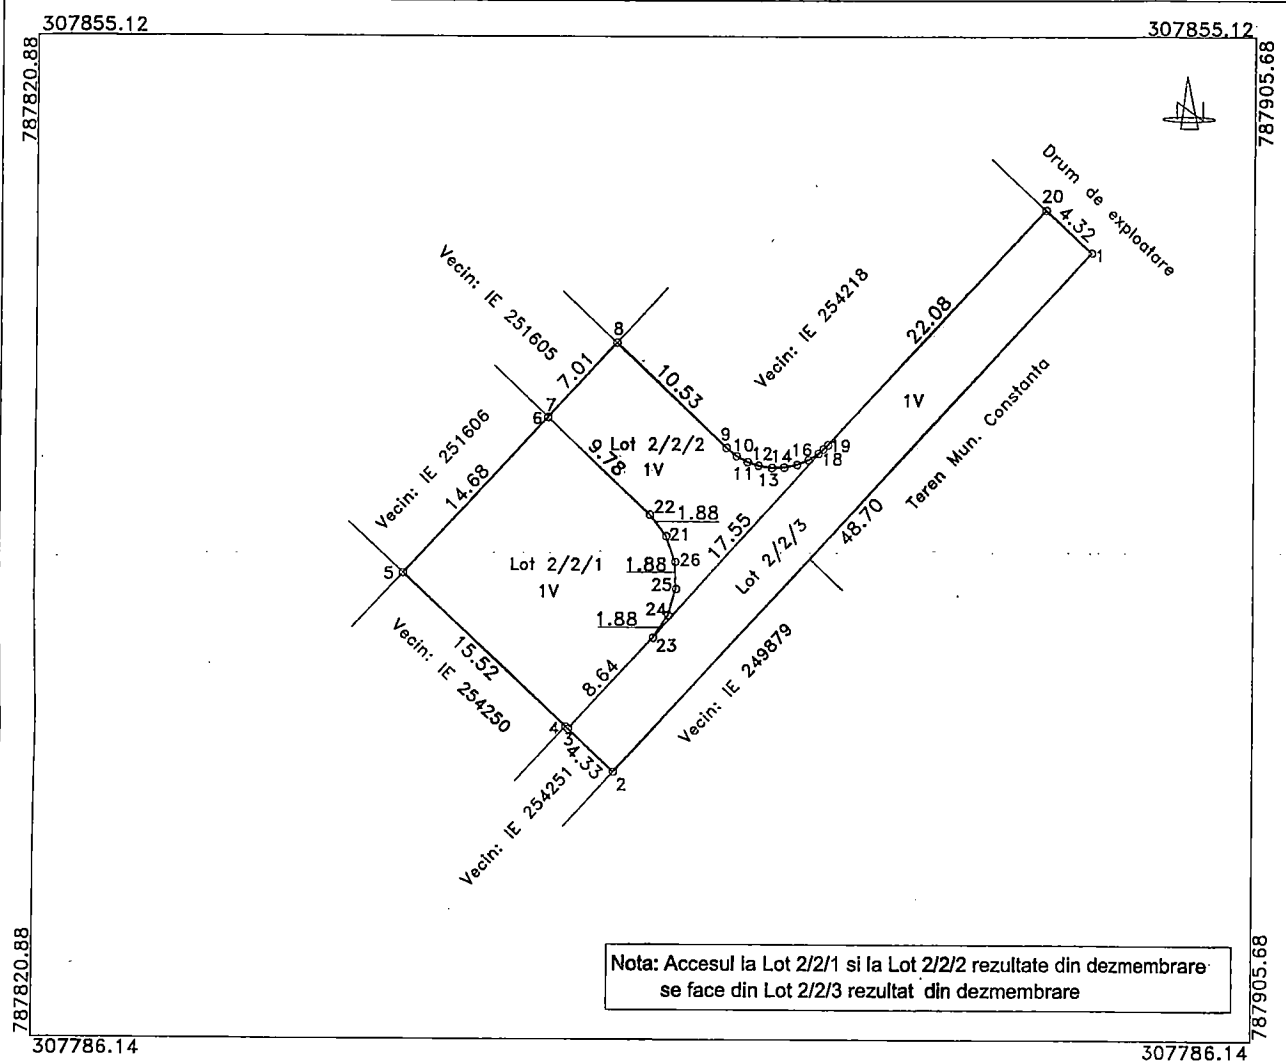 307855.12
307855.12
787820.88
787905.68
N
Drum de exploatare
20
4.32
1
Vecin: IE 251605
8
7.01
10.53
Vecin: IE 254218
22.08
6
7
Vecin: IE 251606
14.68
9.78
Lot 2/2/2
1V
9
10
11
12
13
14
16
18
19
1V
Teren Mun. Constanta
48.70
22
1.88
21
26
1.88
25
24
1.88
23
17.55
Lot 2/2/3
Lot 2/2/1
1V
5
15.52
Vecin: IE 254250
8.64
Vecin: IE 249879
4
4.33
2
Vecin: IE 254251
787820.88
787905.68
Nota: Accesul la Lot 2/2/1 si la Lot 2/2/2 rezultate din dezmembrare
se face din Lot 2/2/3 rezultat din dezmembrare
307786.14
307786.14